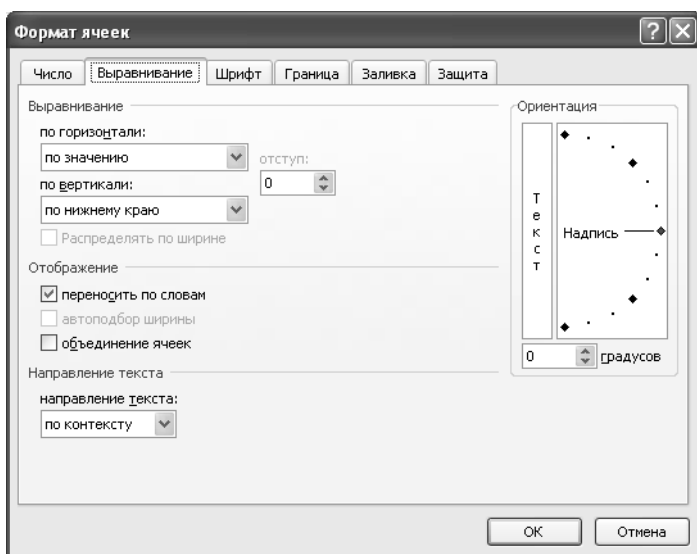 Формат ячеек
Число Выравнивание Шрифт Граница Заливка Защита
Выравнивание
по горизонтали:
по значению
отступ:
0
по вертикали:
по нижнему краю
Распределять по ширине
Отображение
переносить по словам
автоподбор ширины
объединение ячеек
Направление текста
направление текста:
по контексту
Ориентация
Текст
Надпись
0 градусов
ОК Отмена